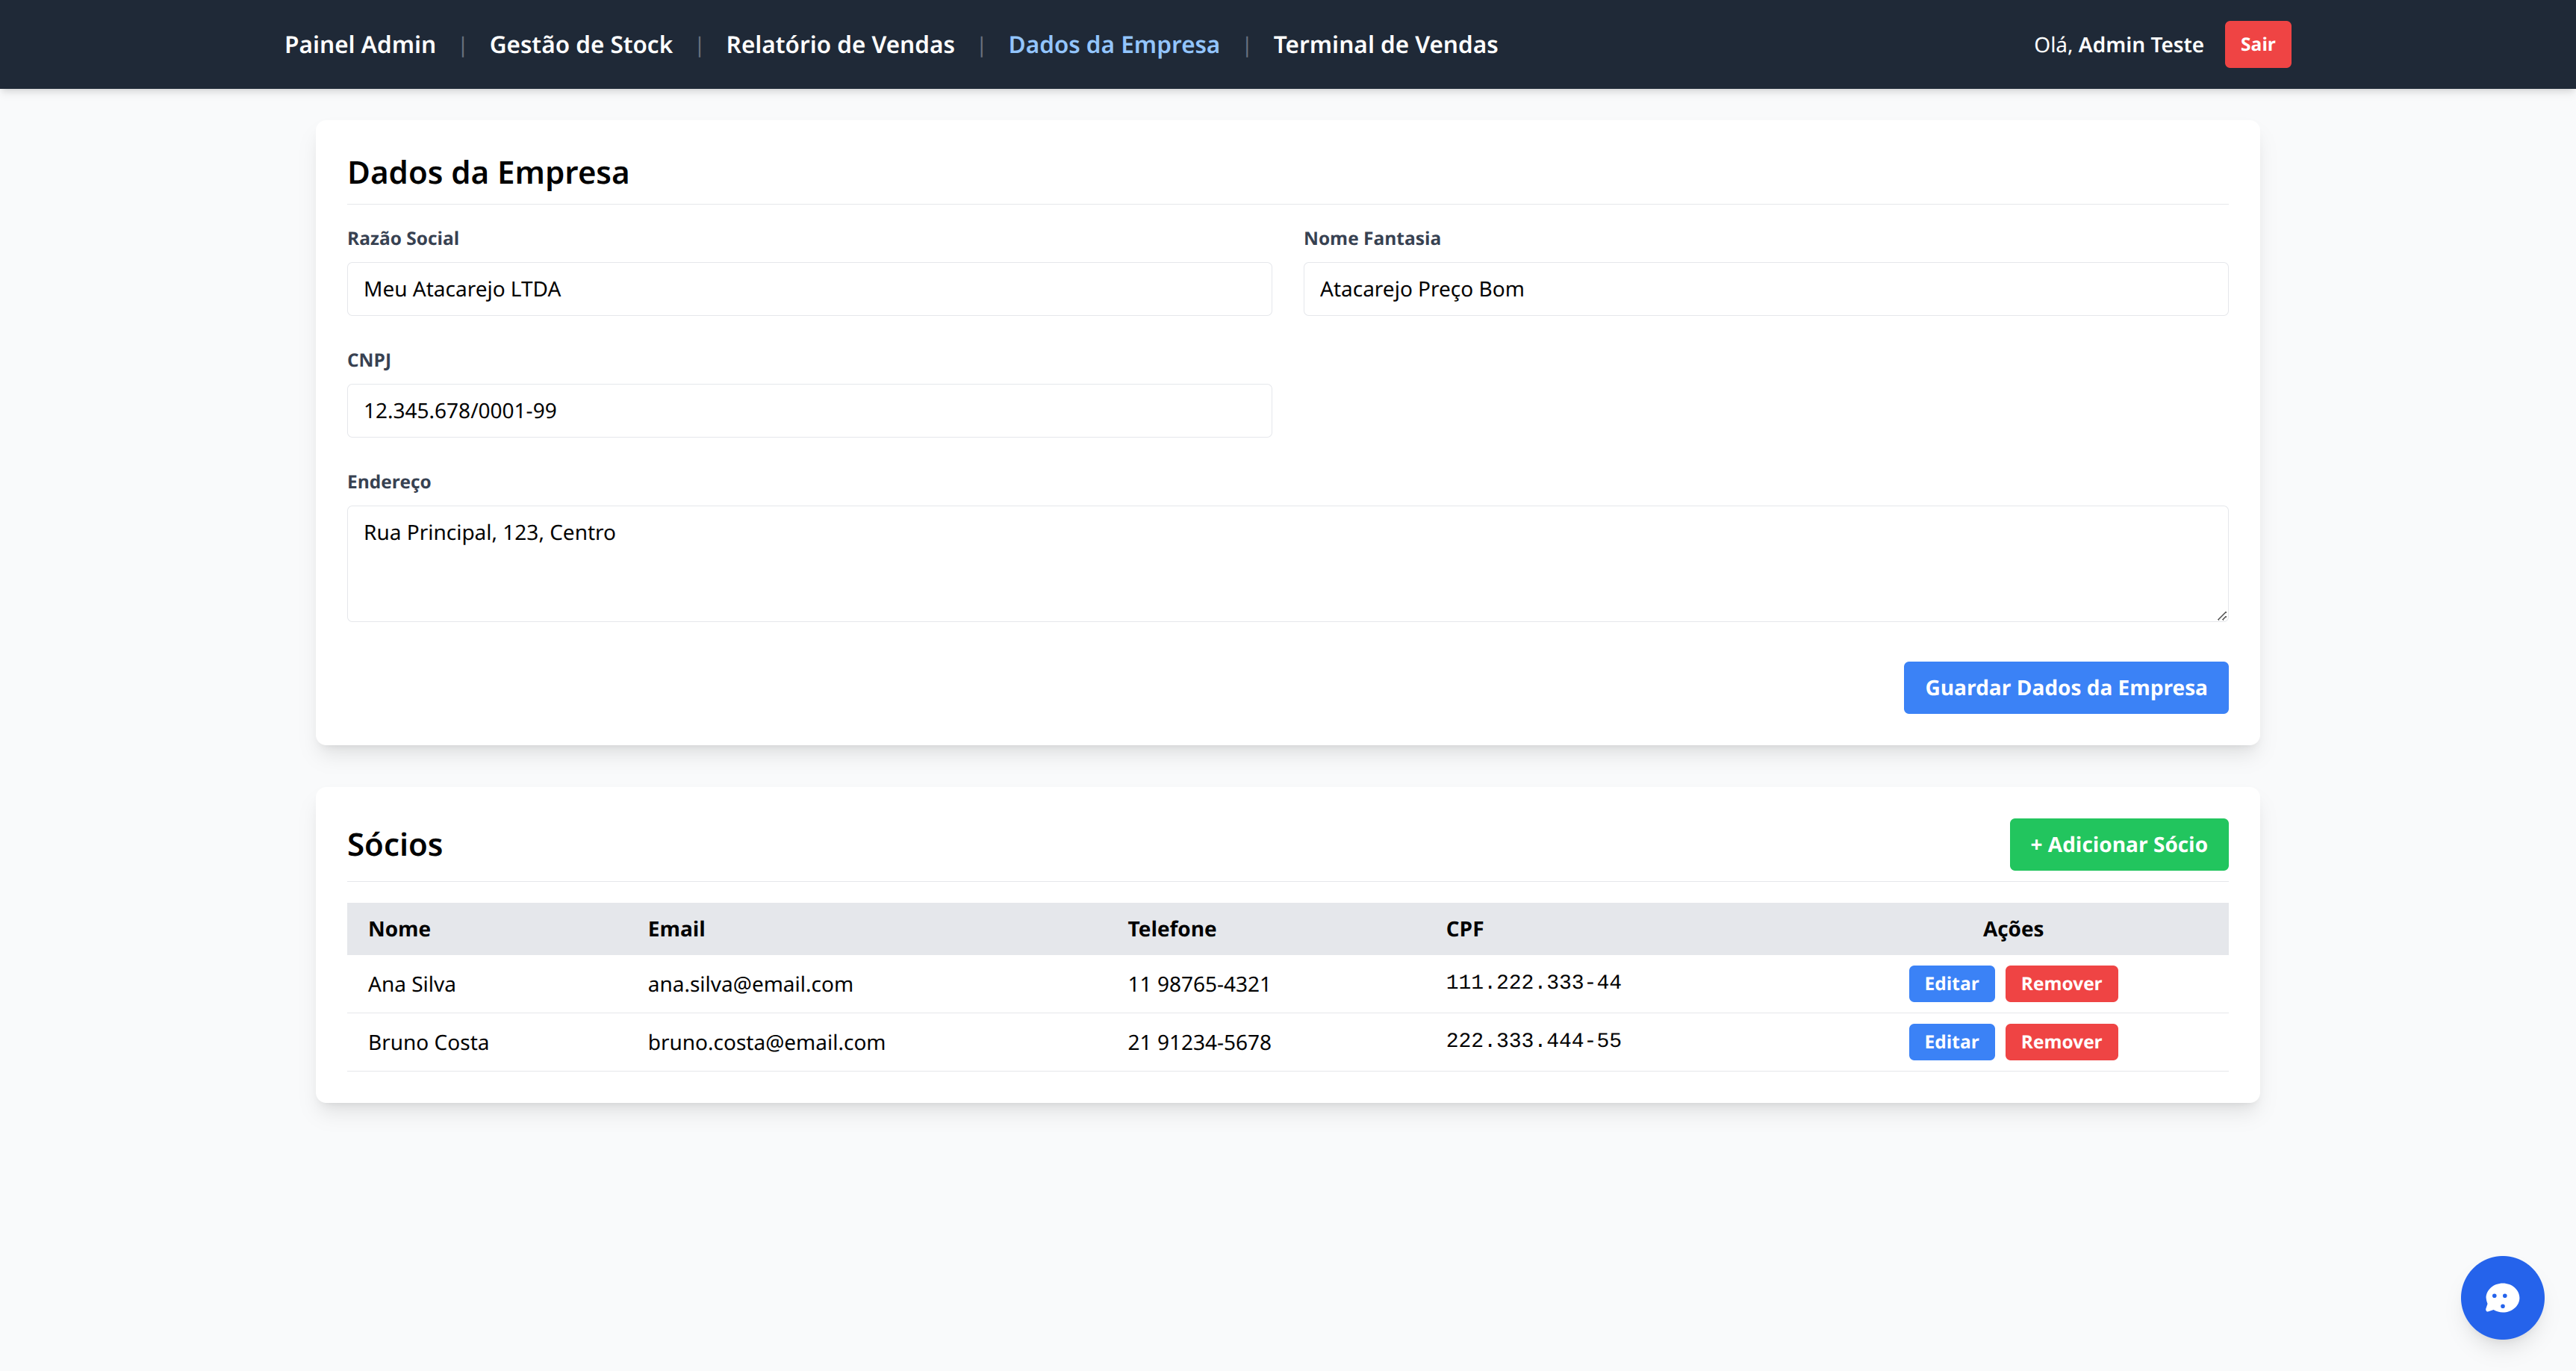 Painel Admin | Gestão de Stock | Relatório de Vendas | Dados da Empresa | Terminal de Vendas Olá, Admin Teste Sair
Dados da Empresa
Razão Social Nome Fantasia
Meu Atacarejo LTDA Atacarejo Preço Bom
CNPJ
12.345.678/0001-99
Endereço
Rua Principal, 123, Centro
Guardar Dados da Empresa
Sócios + Adicionar Sócio
Nome Email Telefone CPF Ações
Ana Silva ana.silva@email.com 11 98765-4321 111.222.333-44 Editar Remover
Bruno Costa bruno.costa@email.com 21 91234-5678 222.333.444-55 Editar Remover